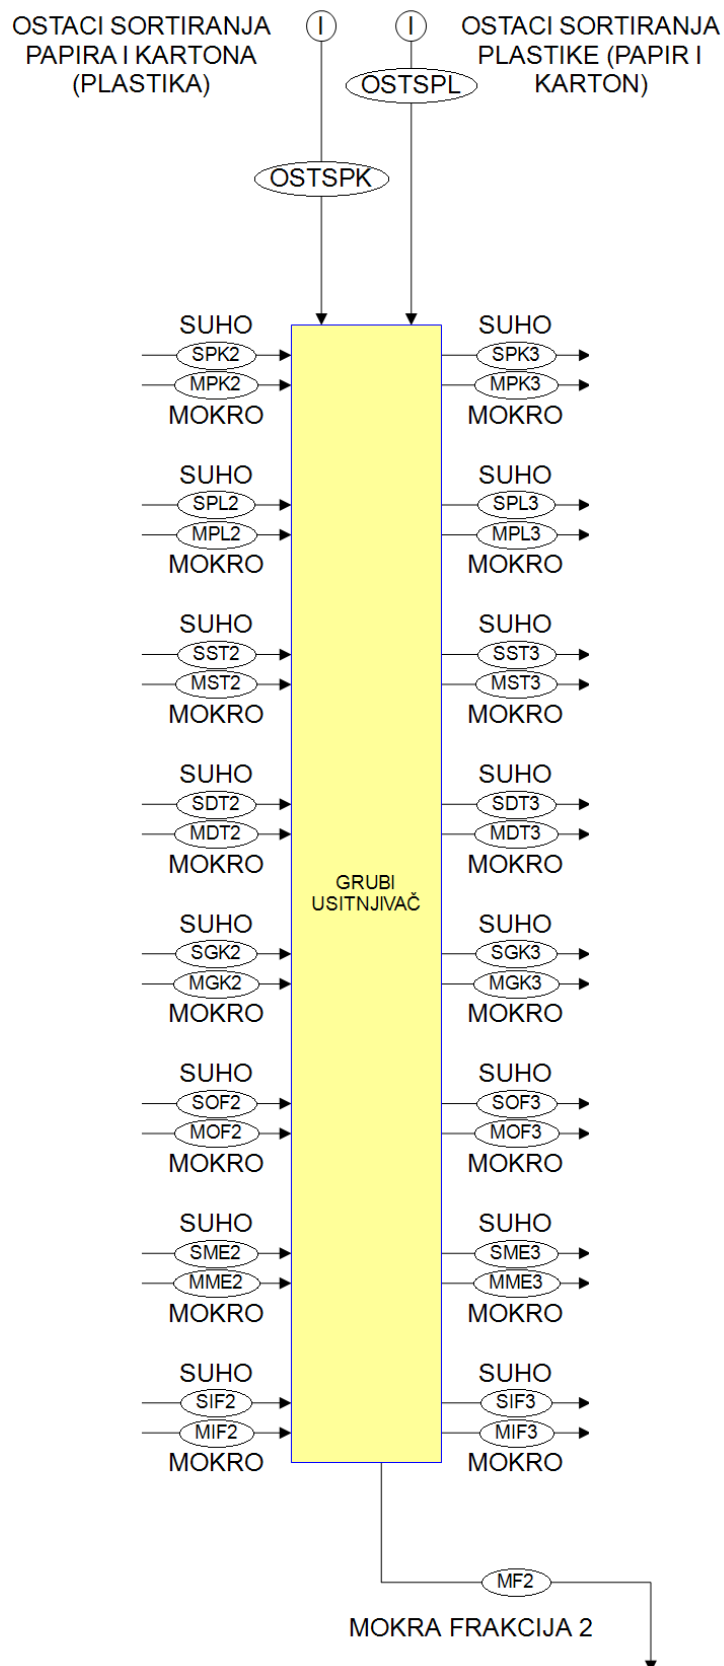 OSTACI SORTIRANJA
PAPIRA I KARTONA
(PLASTIKA)
I
I
OSTACI SORTIRANJA
PLASTIKE (PAPIR I
KARTON)
OSTSPL
OSTSPK
SUHO
SPK2
MPK2
MOKRO
SUHO
SPK3
MPK3
MOKRO
SUHO
SPL2
MPL2
MOKRO
SUHO
SPL3
MPL3
MOKRO
SUHO
SST2
MST2
MOKRO
SUHO
SST3
MST3
MOKRO
SUHO
SDT2
MDT2
MOKRO
SUHO
SDT3
MDT3
MOKRO
GRUBI
USITNJIVAČ
SUHO
SGK2
MGK2
MOKRO
SUHO
SGK3
MGK3
MOKRO
SUHO
SOF2
MOF2
MOKRO
SUHO
SOF3
MOF3
MOKRO
SUHO
SME2
MME2
MOKRO
SUHO
SME3
MME3
MOKRO
SUHO
SIF2
MIF2
MOKRO
SUHO
SIF3
MIF3
MOKRO
MF2
MOKRA FRAKCIJA 2